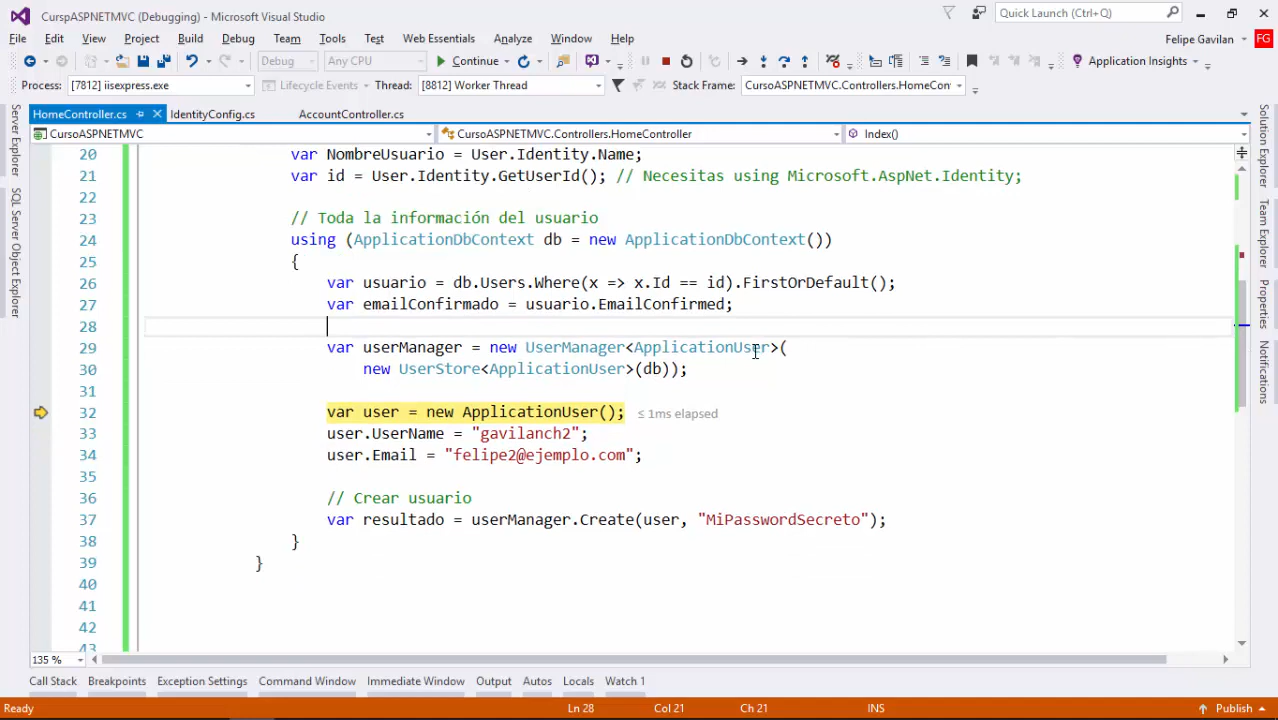 CurspASPNETMVC (Debugging) - Microsoft Visual Studio
Quick Launch (Ctrl+Q)
File Edit View Project Build Debug Team Tools Test Web Essentials Analyze Window Help
Felipe Gavilan FG
Debug Any CPU Continue Application Insights
Process: [7812] iisexpress.exe Lifecycle Events Thread: [8812] Worker Thread Stack Frame: CursoASPNETMVC.Controllers.HomeCon
HomeController.cs IdentityConfig.cs AccountController.cs
CursoASPNETMVC CursoASPNETMVC.Controllers.HomeController Index()
Server Explorer
SQL Server Object Explorer
20 var NombreUsuario = User.Identity.Name;
21 var id = User.Identity.GetUserId(); // Necesitas using Microsoft.AspNet.Identity;
22
23 // Toda la información del usuario
24 using (ApplicationDbContext db = new ApplicationDbContext())
25 {
26 var usuario = db.Users.Where(x => x.Id == id).FirstOrDefault();
27 var emailConfirmado = usuario.EmailConfirmed;
28
29 var userManager = new UserManager<ApplicationUser>(
30 new UserStore<ApplicationUser>(db));
31
32 var user = new ApplicationUser(); ≤ 1ms elapsed
33 user.UserName = "gavilanch2";
34 user.Email = "felipe2@ejemplo.com";
35
36 // Crear usuario
37 var resultado = userManager.Create(user, "MiPasswordSecreto");
38 }
39 }
40
41
42
43
Solution Explorer
Team Explorer
Properties
Notifications
135 %
Call Stack Breakpoints Exception Settings Command Window Immediate Window Output Autos Locals Watch 1
Ready Ln 28 Col 21 Ch 21 INS Publish